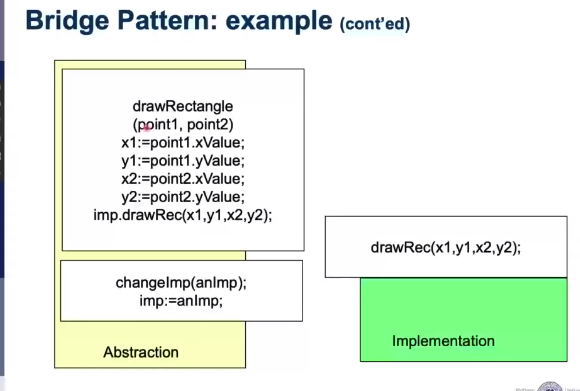 Bridge Pattern: example (cont'ed)
drawRectangle
(point1, point2)
x1:=point1.xValue;
y1:=point1.yValue;
x2:=point2.xValue;
y2:=point2.yValue;
imp.drawRec(x1,y1,x2,y2);
changeImp(anImp);
imp:=anImp;
Abstraction
drawRec(x1,y1,x2,y2);
Implementation